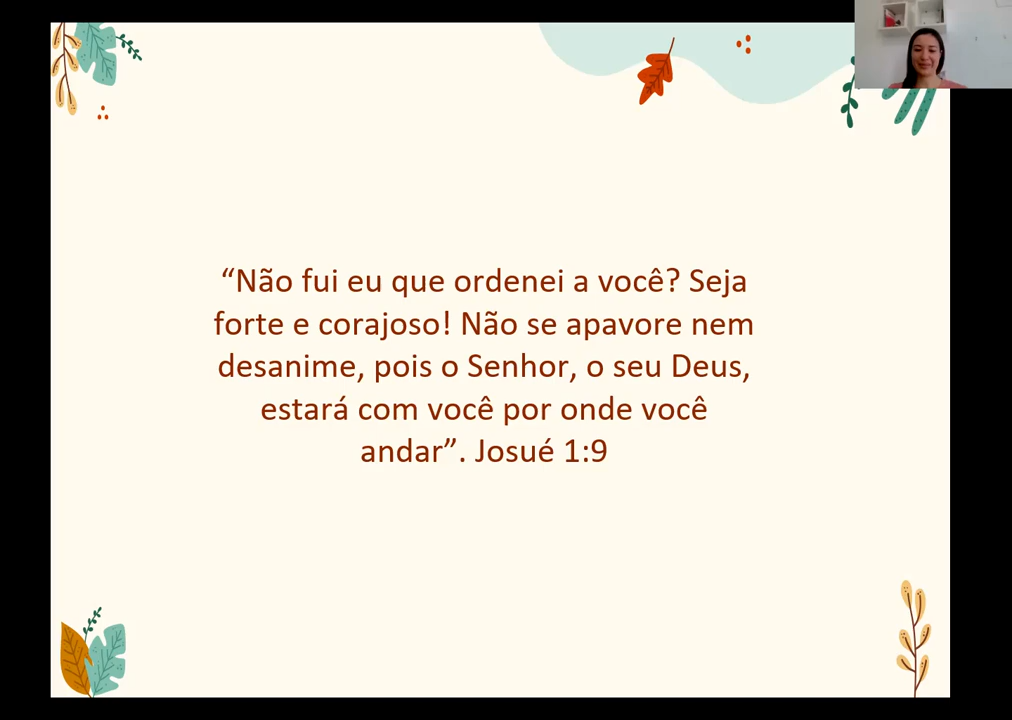 “Não fui eu que ordenei a você? Seja
forte e corajoso! Não se apavore nem
desanime, pois o Senhor, o seu Deus,
estará com você por onde você
andar”. Josué 1:9